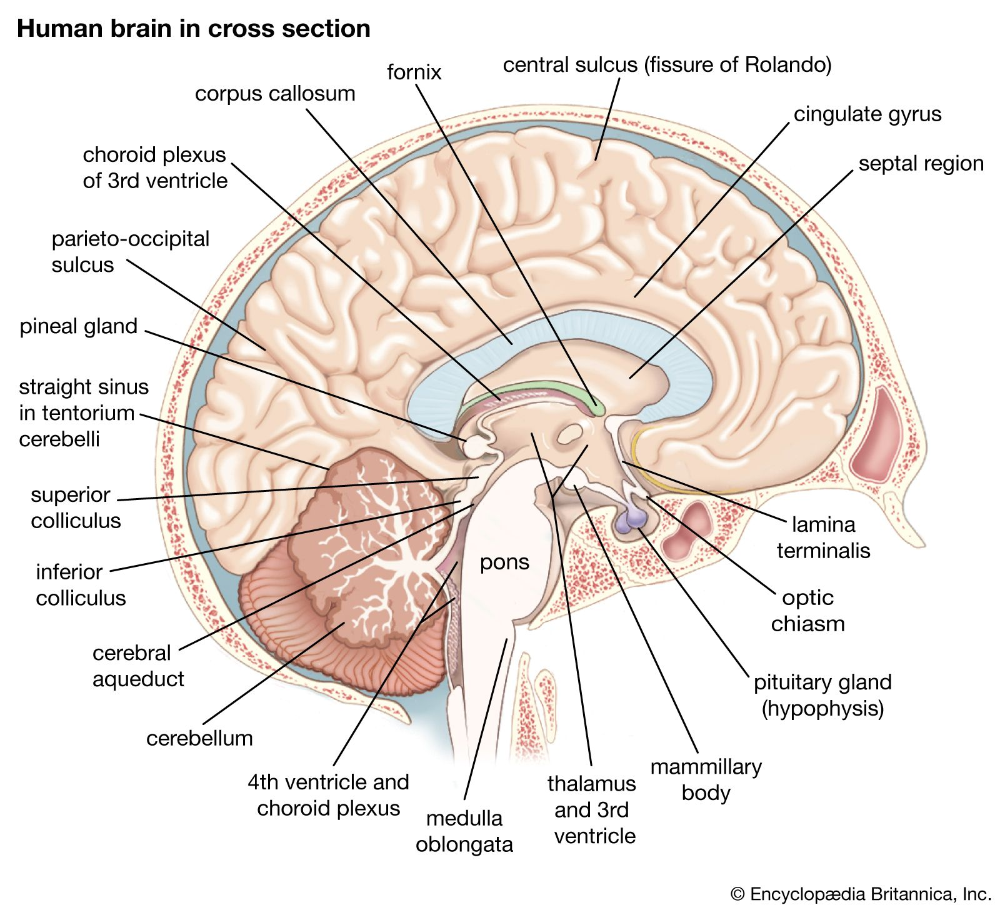 Human brain in cross section
fornix
central sulcus (fissure of Rolando)
corpus callosum
cingulate gyrus
choroid plexus
of 3rd ventricle
septal region
parieto-occipital
sulcus
pineal gland
straight sinus
in tentorium
cerebelli
superior
colliculus
lamina
terminalis
pons
inferior
colliculus
optic
chiasm
cerebral
aqueduct
pituitary gland
(hypophysis)
cerebellum
4th ventricle and
choroid plexus
medulla
oblongata
thalamus
and 3rd
ventricle
mammillary
body
© Encyclopædia Britannica, Inc.